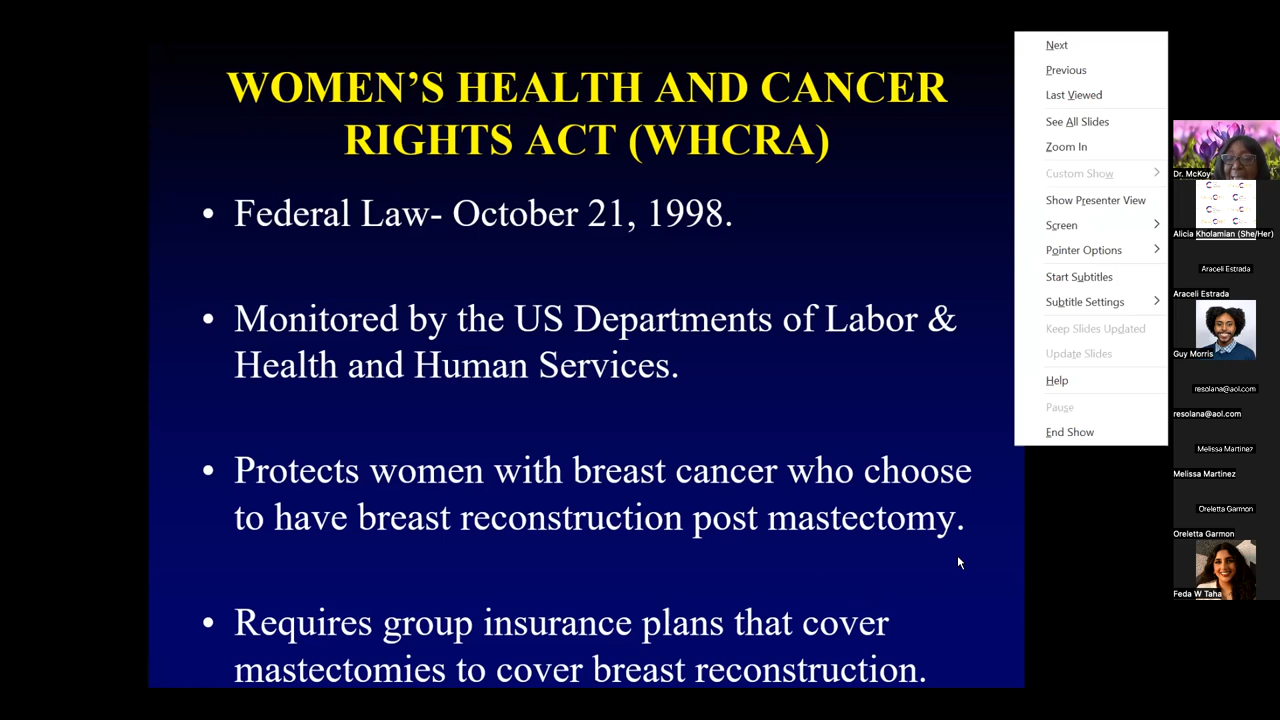 WOMEN'S HEALTH AND CANCER
RIGHTS ACT (WHCRA)
• Federal Law- October 21, 1998.
• Monitored by the US Departments of Labor &
Health and Human Services.
• Protects women with breast cancer who choose
to have breast reconstruction post mastectomy.
• Requires group insurance plans that cover
mastectomies to cover breast reconstruction.
Next
Previous
Last Viewed
See All Slides
Zoom In
Custom Show
Show Presenter View
Screen
Pointer Options
Start Subtitles
Subtitle Settings
Keep Slides Updated
Update Slides
Help
Pause
End Show
Dr. McKoy
Alicia Kholamian (She/Her)
Araceli Estrada
Araceli Estrada
Guy Morris
resolana@aol.com
resolana@aol.com
Melissa Martinez
Melissa Martinez
Oreletta Garmon
Oreletta Garmon
Feda W Taha